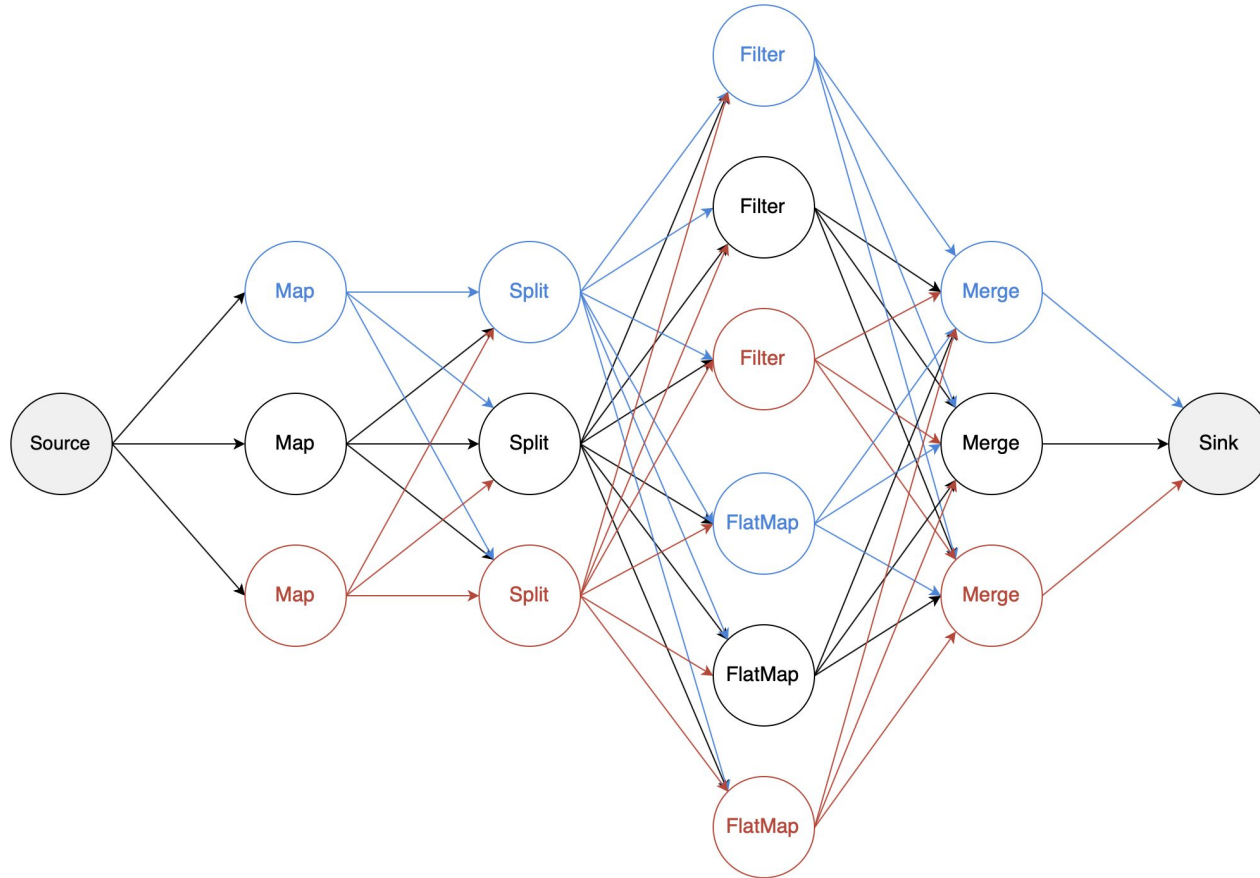 Source
Map
Map
Map
Split
Split
Split
Filter
Filter
Filter
FlatMap
FlatMap
FlatMap
Merge
Merge
Merge
Sink